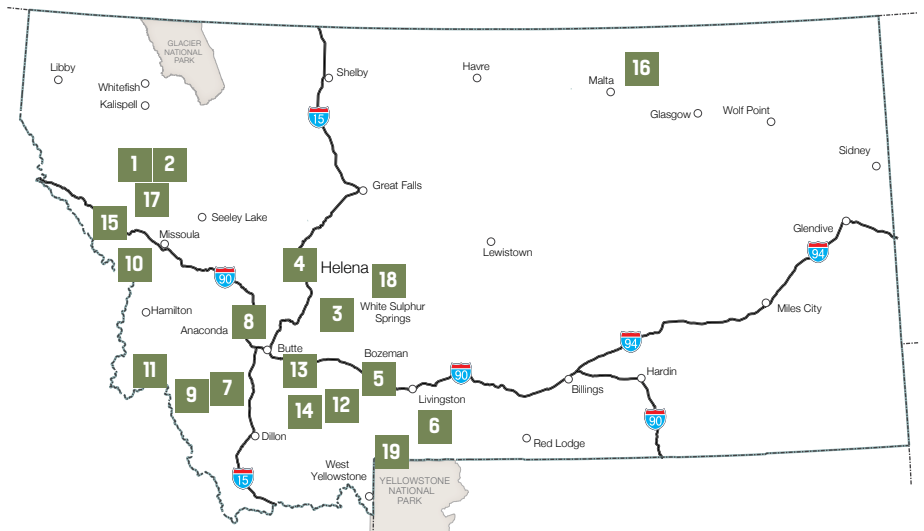 GLACIER
NATIONAL
PARK
Libby
Whitefish
Kalispell
Shelby
Havre
Malta
16
Glasgow
Wolf Point
Sidney
15
1
2
17
Great Falls
15
Seeley Lake
Missoula
Glendive
10
4
Helena
Lewistown
94
90
18
White Sulphur
Springs
3
Miles City
Hamilton
Anaconda
8
Butte
Bozeman
94
13
5
90
Livingston
Billings
Hardin
11
9
7
14
12
6
90
Dillon
Red Lodge
19
West
Yellowstone
15
YELLOWSTONE
NATIONAL
PARK